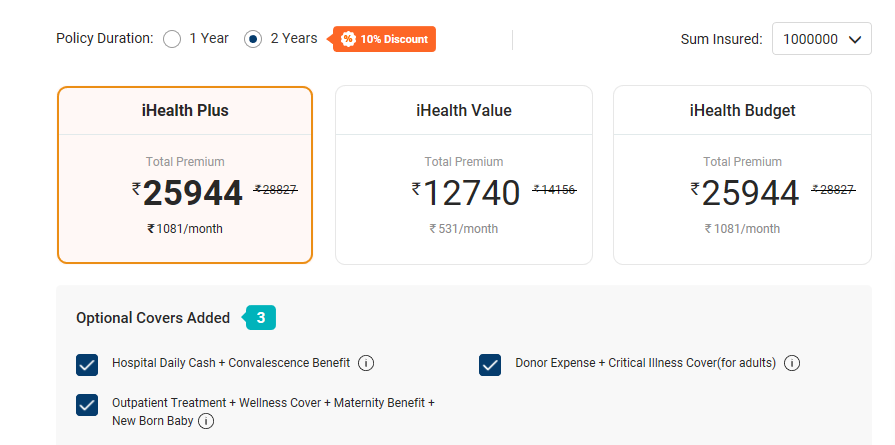 Policy Duration: 1 Year 2 Years % 10% Discount Sum Insured: 1000000
iHealth Plus
Total Premium
₹25944 ₹28827
₹1081/month
iHealth Value
Total Premium
₹12740 ₹14156
₹531/month
iHealth Budget
Total Premium
₹25944 ₹28827
₹1081/month
Optional Covers Added 3
Hospital Daily Cash + Convalescence Benefit i
Donor Expense + Critical Illness Cover(for adults) i
Outpatient Treatment + Wellness Cover + Maternity Benefit +
New Born Baby i